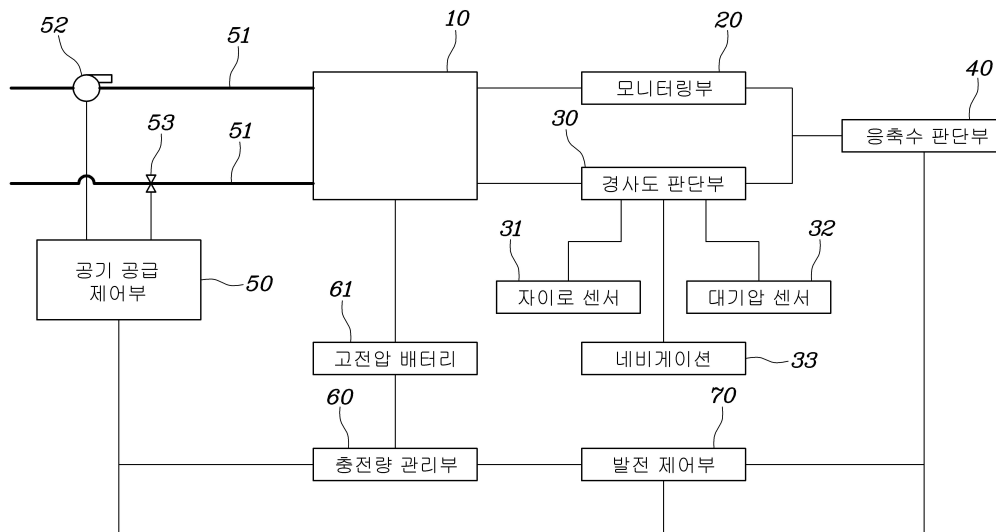 52
51
10
20
40
모니터링부
53
30
응축수 판단부
51
경사도 판단부
31
32
공기 공급
제어부
50
61
자이로 센서
대기압 센서
고전압 배터리
네비게이션
33
60
70
충전량 관리부
발전 제어부